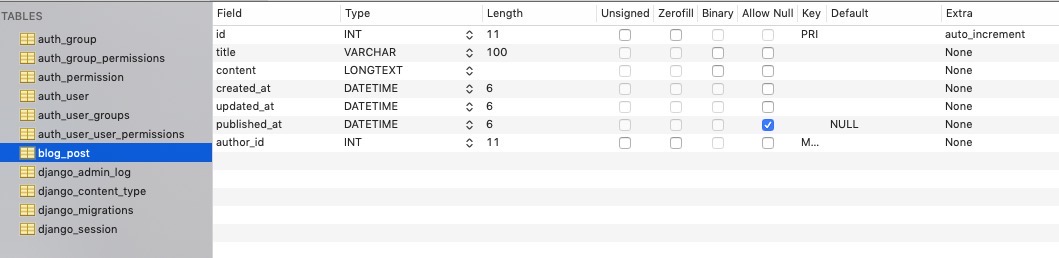 TABLES
auth_group
auth_group_permissions
auth_permission
auth_user
auth_user_groups
auth_user_user_permissions
blog_post
django_admin_log
django_content_type
django_migrations
django_session
Field Type Length Unsigned Zerofill Binary Allow Null Key Default Extra
id INT 11 PRI auto_increment
title VARCHAR 100 None
content LONGTEXT None
created_at DATETIME 6 None
updated_at DATETIME 6 None
published_at DATETIME 6 NULL None
author_id INT 11 M... None